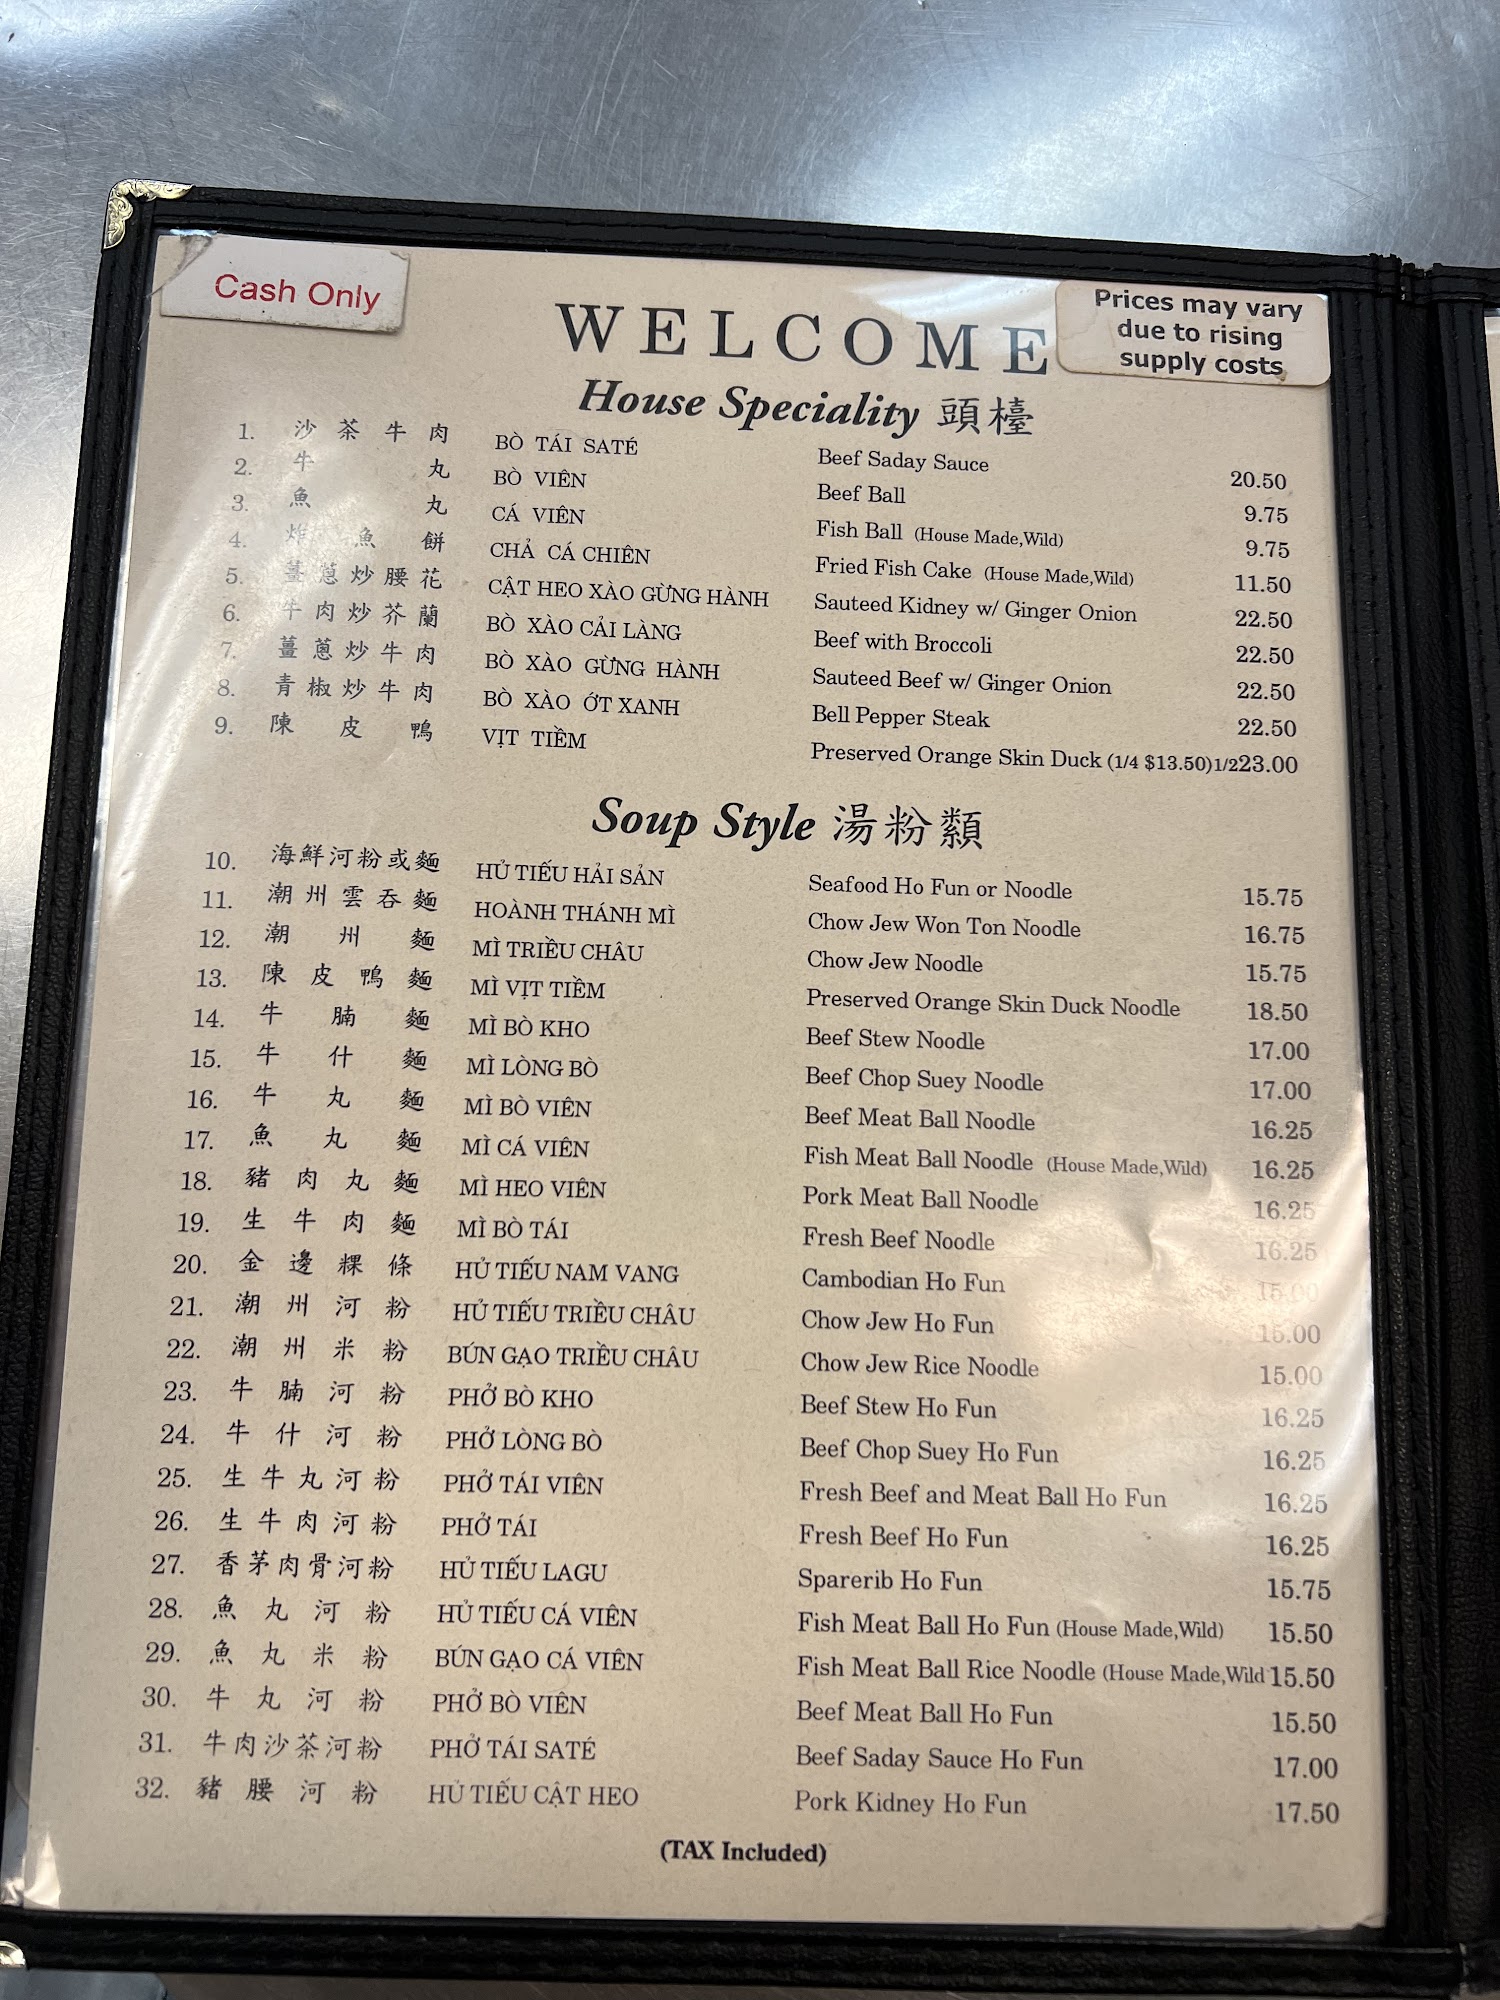 Cash Only
Prices may vary
due to rising
supply costs
WELCOME
House Speciality 頭檯
1. 沙茶牛肉 BÒ TÁI SATÉ Beef Saday Sauce 20.50
2. 牛丸 BÒ VIÊN Beef Ball 9.75
3. 魚丸 CÁ VIÊN Fish Ball (House Made,Wild) 9.75
4. 炸魚餅 CHẢ CÁ CHIÊN Fried Fish Cake (House Made,Wild) 11.50
5. 薑蔥炒腰花 CẬT HEO XÀO GỪNG HÀNH Sauteed Kidney w/ Ginger Onion 22.50
6. 牛肉炒芥蘭 BÒ XÀO CẢI LÀNG Beef with Broccoli 22.50
7. 薑蔥炒牛肉 BÒ XÀO GỪNG HÀNH Sauteed Beef w/ Ginger Onion 22.50
8. 青椒炒牛肉 BÒ XÀO ỚT XANH Bell Pepper Steak 22.50
9. 陳皮鴨 VỊT TIỀM Preserved Orange Skin Duck (1/4 $13.50)1/223.00
Soup Style 湯粉類
10. 海鮮河粉或麵 HỦ TIẾU HẢI SẢN Seafood Ho Fun or Noodle 15.75
11. 潮州雲吞麵 HOÀNH THÁNH MÌ Chow Jew Won Ton Noodle 16.75
12. 潮州麵 MÌ TRIỀU CHÂU Chow Jew Noodle 15.75
13. 陳皮鴨麵 MÌ VỊT TIỀM Preserved Orange Skin Duck Noodle 18.50
14. 牛腩麵 MÌ BÒ KHO Beef Stew Noodle 17.00
15. 牛什麵 MÌ LÒNG BÒ Beef Chop Suey Noodle 17.00
16. 牛丸麵 MÌ BÒ VIÊN Beef Meat Ball Noodle 16.25
17. 魚丸麵 MÌ CÁ VIÊN Fish Meat Ball Noodle (House Made,Wild) 16.25
18. 豬肉丸麵 MÌ HEO VIÊN Pork Meat Ball Noodle 16.25
19. 生牛肉麵 MÌ BÒ TÁI Fresh Beef Noodle 16.25
20. 金邊粿條 HỦ TIẾU NAM VANG Cambodian Ho Fun 15.00
21. 潮州河粉 HỦ TIẾU TRIỀU CHÂU Chow Jew Ho Fun 15.00
22. 潮州米粉 BÚN GẠO TRIỀU CHÂU Chow Jew Rice Noodle 15.00
23. 牛腩河粉 PHỞ BÒ KHO Beef Stew Ho Fun 16.25
24. 牛什河粉 PHỞ LÒNG BÒ Beef Chop Suey Ho Fun 16.25
25. 生牛丸河粉 PHỞ TÁI VIÊN Fresh Beef and Meat Ball Ho Fun 16.25
26. 生牛肉河粉 PHỞ TÁI Fresh Beef Ho Fun 16.25
27. 香茅肉骨河粉 HỦ TIẾU LAGU Sparerib Ho Fun 15.75
28. 魚丸河粉 HỦ TIẾU CÁ VIÊN Fish Meat Ball Ho Fun (House Made,Wild) 15.50
29. 魚丸米粉 BÚN GẠO CÁ VIÊN Fish Meat Ball Rice Noodle (House Made,Wild 15.50
30. 牛丸河粉 PHỞ BÒ VIÊN Beef Meat Ball Ho Fun 15.50
31. 牛肉沙茶河粉 PHỞ TÁI SATÉ Beef Saday Sauce Ho Fun 17.00
32. 豬腰河粉 HỦ TIẾU CẬT HEO Pork Kidney Ho Fun 17.50
(TAX Included)